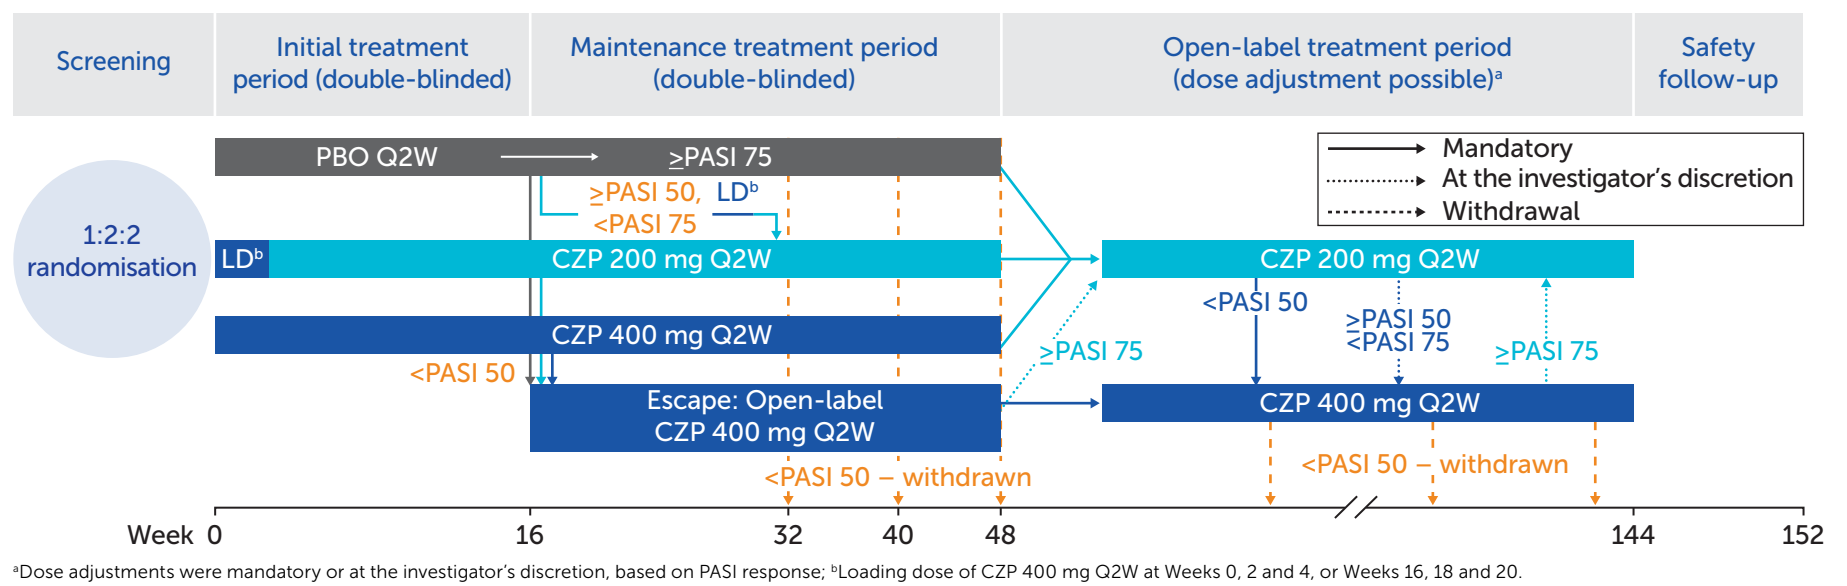 Screening
Initial treatment
period (double-blinded)
Maintenance treatment period
(double-blinded)
Open-label treatment period
(dose adjustment possible)ᵃ
Safety
follow-up
1:2:2
randomisation
PBO Q2W
≥PASI 75
≥PASI 50,
<PASI 75
LDᵇ
LDᵇ
CZP 200 mg Q2W
CZP 400 mg Q2W
<PASI 50
Escape: Open-label
CZP 400 mg Q2W
<PASI 50 – withdrawn
Mandatory
At the investigator’s discretion
Withdrawal
≥PASI 75
CZP 200 mg Q2W
<PASI 50
≥PASI 50
<PASI 75
≥PASI 75
CZP 400 mg Q2W
<PASI 50 – withdrawn
Week 0 16 32 40 48 144 152
ᵃDose adjustments were mandatory or at the investigator’s discretion, based on PASI response; ᵇLoading dose of CZP 400 mg Q2W at Weeks 0, 2 and 4, or Weeks 16, 18 and 20.